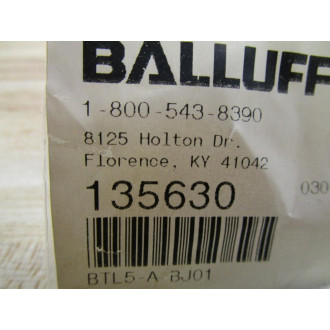 BALLUFF
1-800-543-8390
8125 Holton Dr.
Florence, KY 41042
135630 030
BTL5-A-BJ01